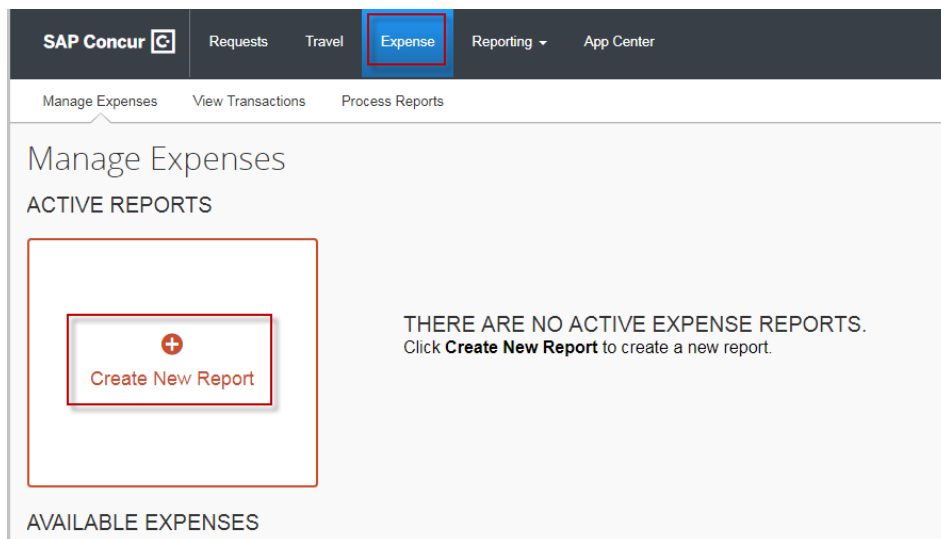 SAP Concur C Requests Travel Expense Reporting App Center
Manage Expenses View Transactions Process Reports
Manage Expenses
ACTIVE REPORTS
THERE ARE NO ACTIVE EXPENSE REPORTS.
Click Create New Report to create a new report.
Create New Report
AVAILABLE EXPENSES